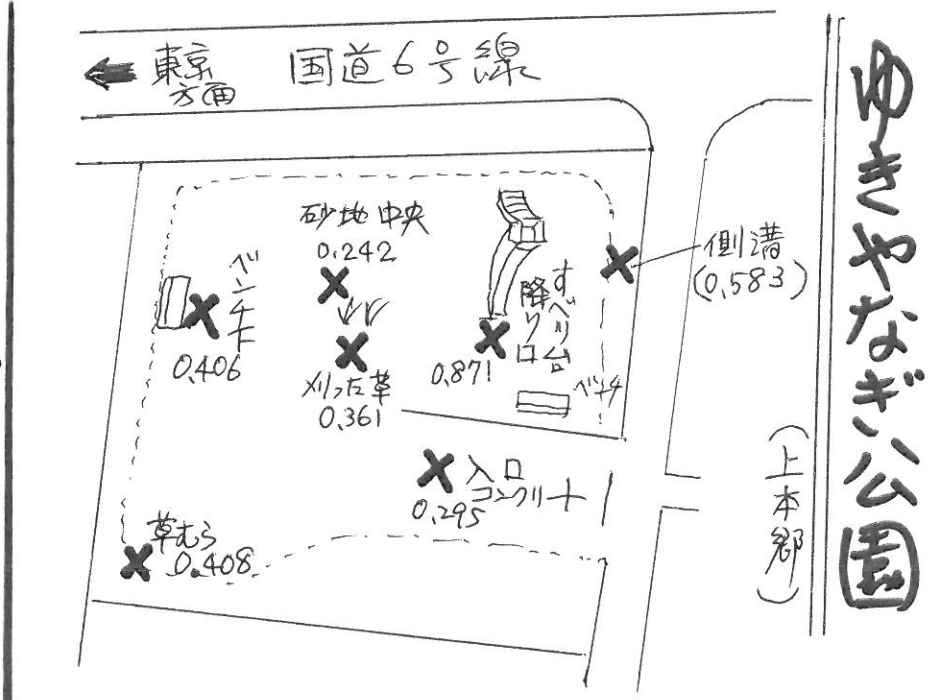 ゆきやなぎ公園
(上本郷)
東京
方面
国道6号線
砂地中央
0.242
ベンチ下
0.406
刈った草
0.361
すべり台
降り口
0.871
ベンチ
側溝
(0.583)
入口
コンクリート
0.295
草むら
0.408